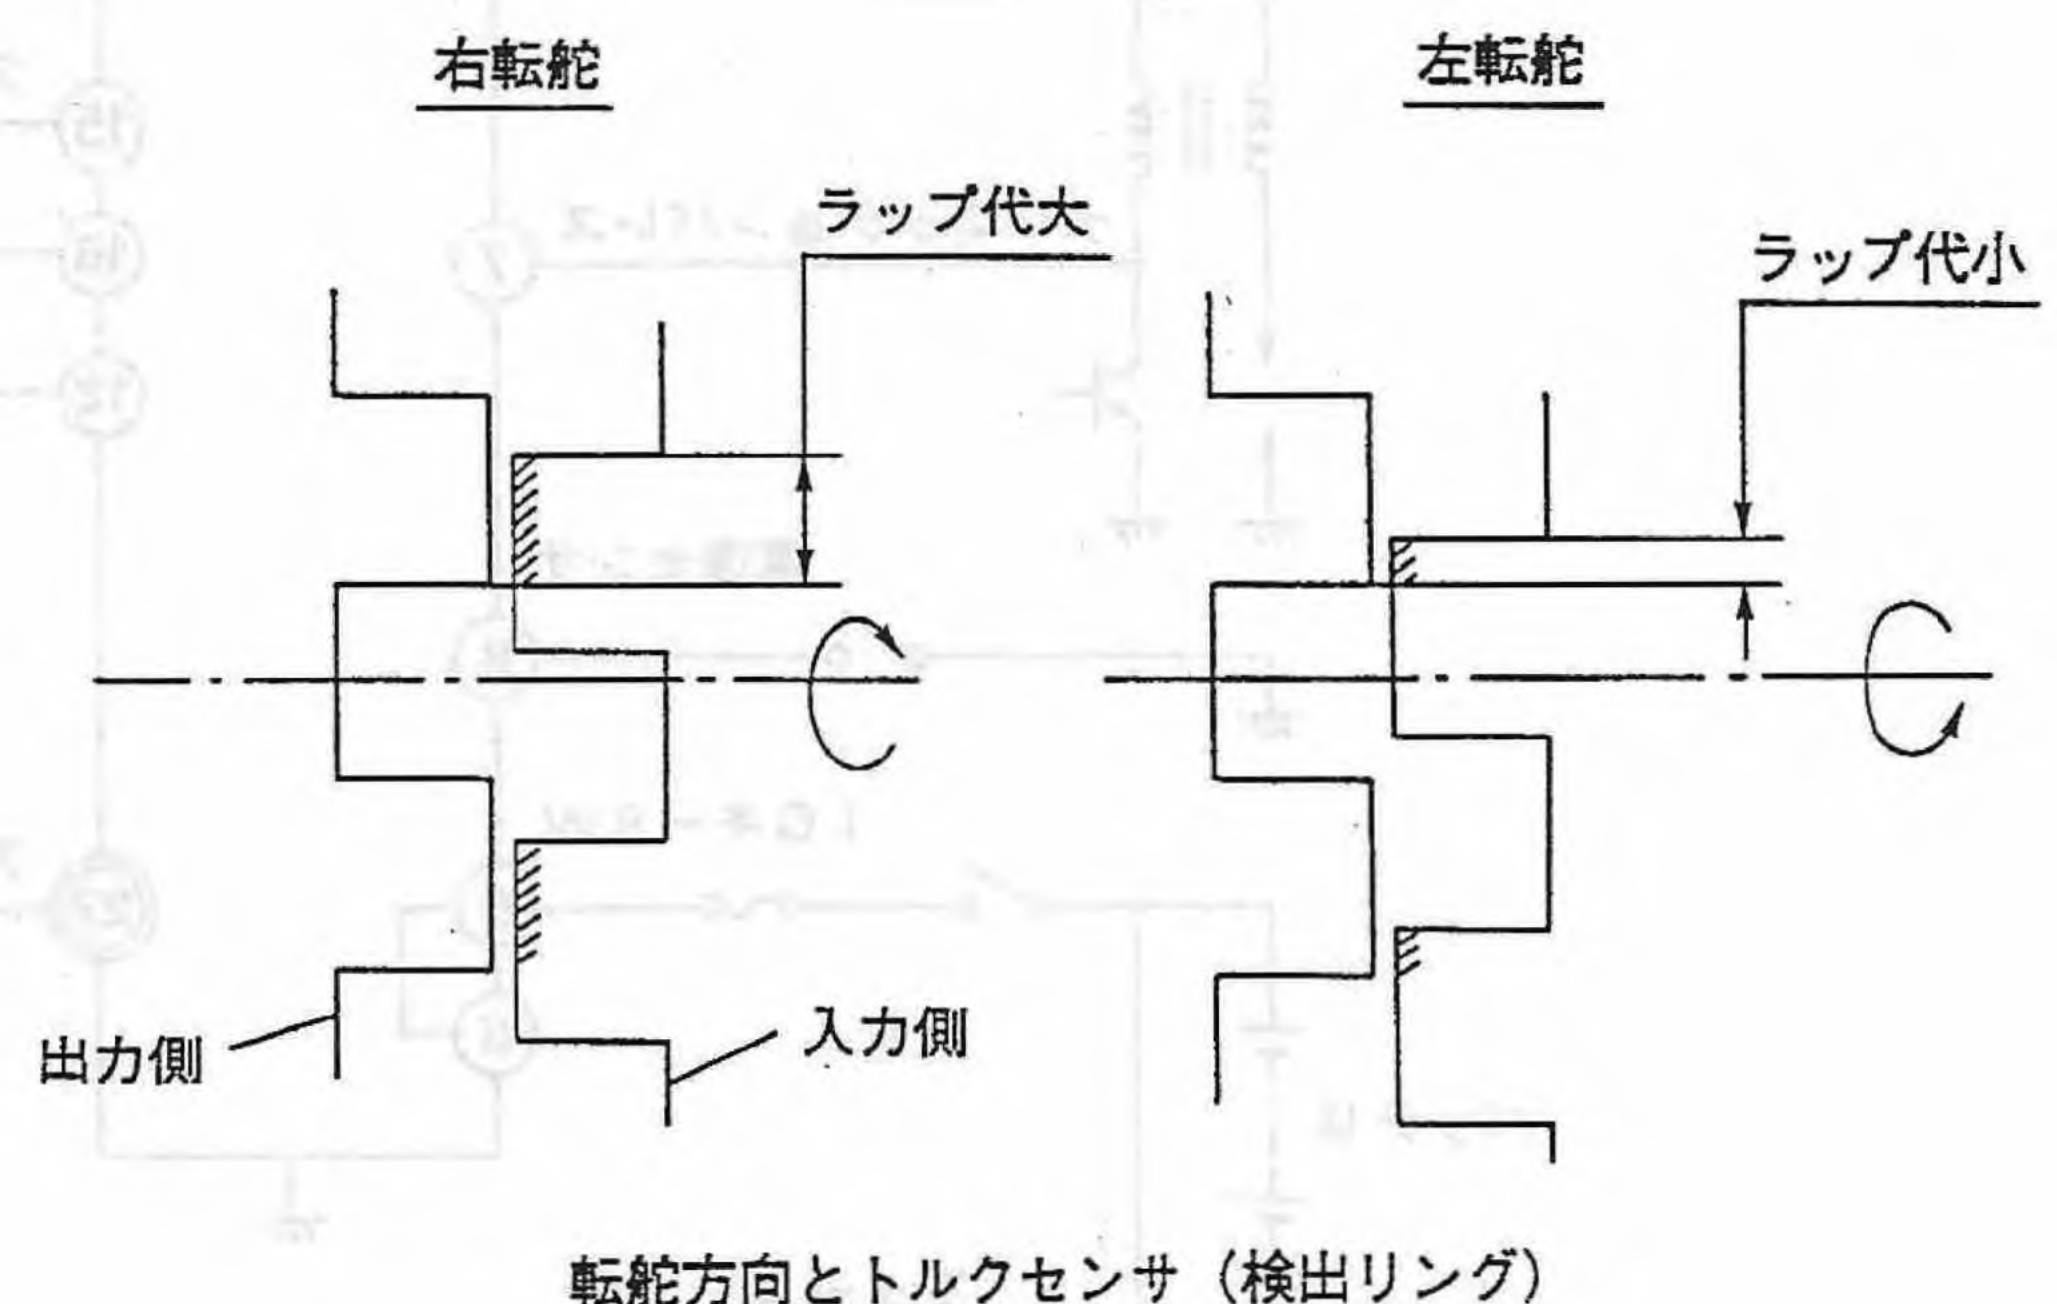 右転舵
左転舵
ラップ代大
ラップ代小
出力側
入力側
転舵方向とトルクセンサ（検出リング）